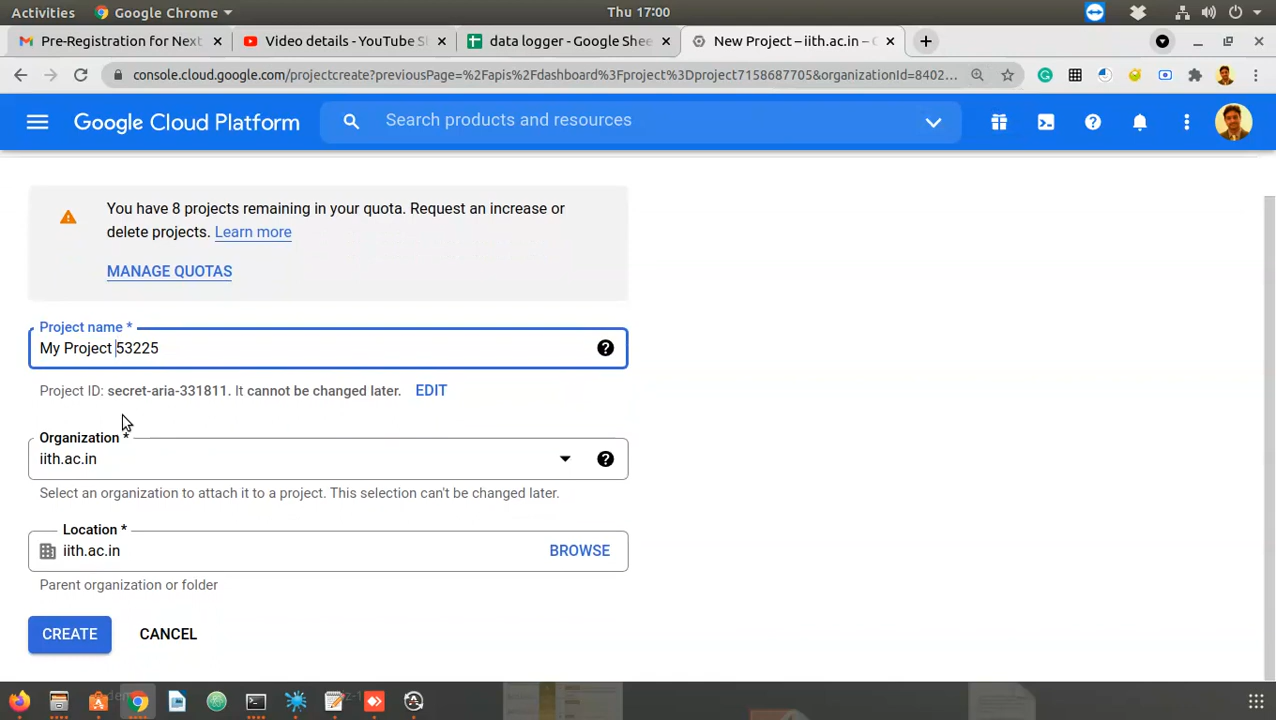 Activities
Google Chrome
Thu 17:00
Pre-Registration for Next
Video details - YouTube S
data logger - Google Shee
New Project – iith.ac.in –
console.cloud.google.com/projectcreate?previousPage=%2Fapis%2Fdashboard%3Fproject%3Dproject7158687705&organizationId=8402...
Google Cloud Platform
Search products and resources
You have 8 projects remaining in your quota. Request an increase or
delete projects. Learn more
MANAGE QUOTAS
Project name *
My Project 53225
Project ID: secret-aria-331811. It cannot be changed later. EDIT
Organization *
iith.ac.in
Select an organization to attach it to a project. This selection can't be changed later.
Location *
iith.ac.in
BROWSE
Parent organization or folder
CREATE
CANCEL